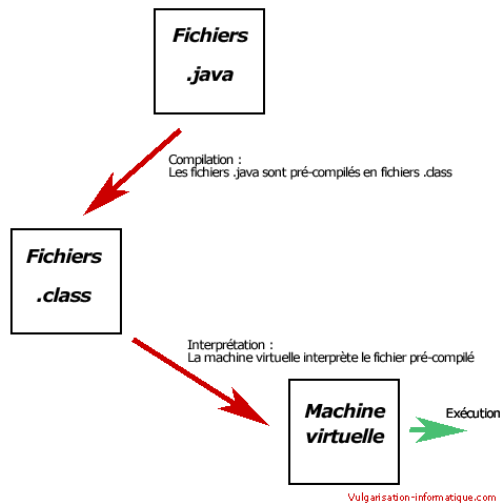 Fichiers
.java
Compilation :
Les fichiers .java sont pré-compilés en fichiers .class
Fichiers
.class
Interprétation :
La machine virtuelle interprète le fichier pré-compilé
Machine
virtuelle
Exécution
Vulgarisation-informatique.com